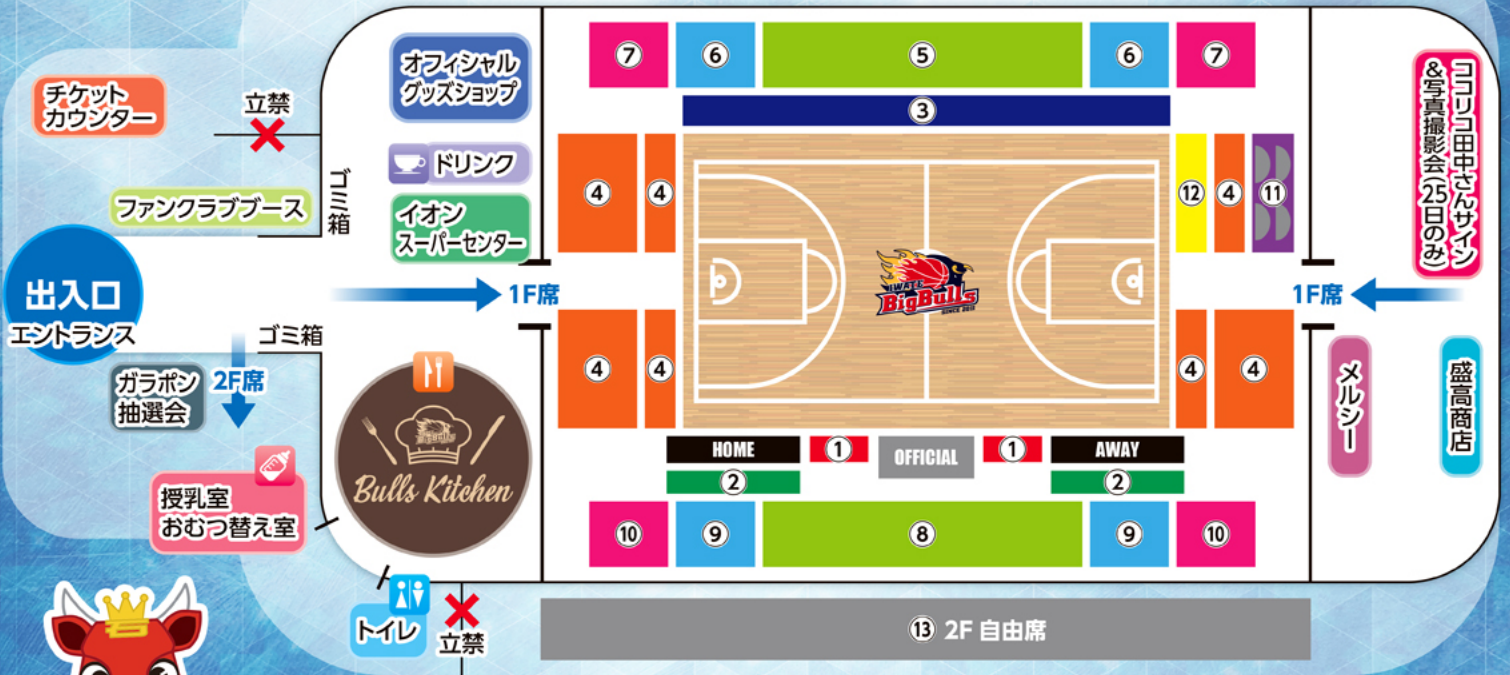 チケット
カウンター
立禁
ファンクラブブース
ゴミ箱
出入口
エントランス
ゴミ箱
ガラポン
抽選会
2F席
授乳室
おむつ替え室
オフィシャル
グッズショップ
ドリンク
イオン
スーパーセンター
1F席
Bulls Kitchen
トイレ
立禁
⑦
⑥
⑤
⑥
⑦
③
④
④
⑫
④
⑪
IWATE
BigBulls
④
④
④
④
HOME
①
OFFICIAL
①
AWAY
②
②
⑩
⑨
⑧
⑨
⑩
⑬ 2F 自由席
1F席
ココリコ田中さんサイン
&写真撮影会(25日のみ)
メルシー
盛高商店